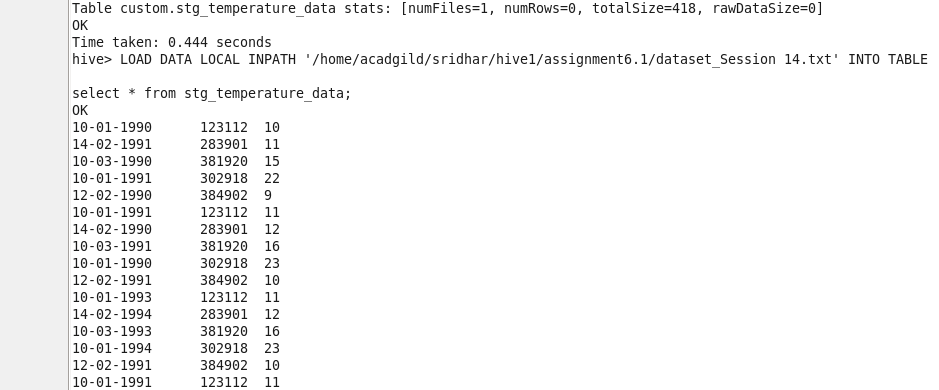 Table custom.stg_temperature_data stats: [numFiles=1, numRows=0, totalSize=418, rawDataSize=0]
OK
Time taken: 0.444 seconds
hive> LOAD DATA LOCAL INPATH '/home/acadgild/sridhar/hive1/assignment6.1/dataset_Session 14.txt' INTO TABLE
select * from stg_temperature_data;
OK
10-01-1990 123112 10
14-02-1991 283901 11
10-03-1990 381920 15
10-01-1991 302918 22
12-02-1990 384902 9
10-01-1991 123112 11
14-02-1990 283901 12
10-03-1991 381920 16
10-01-1990 302918 23
12-02-1991 384902 10
10-01-1993 123112 11
14-02-1994 283901 12
10-03-1993 381920 16
10-01-1994 302918 23
12-02-1991 384902 10
10-01-1991 123112 11